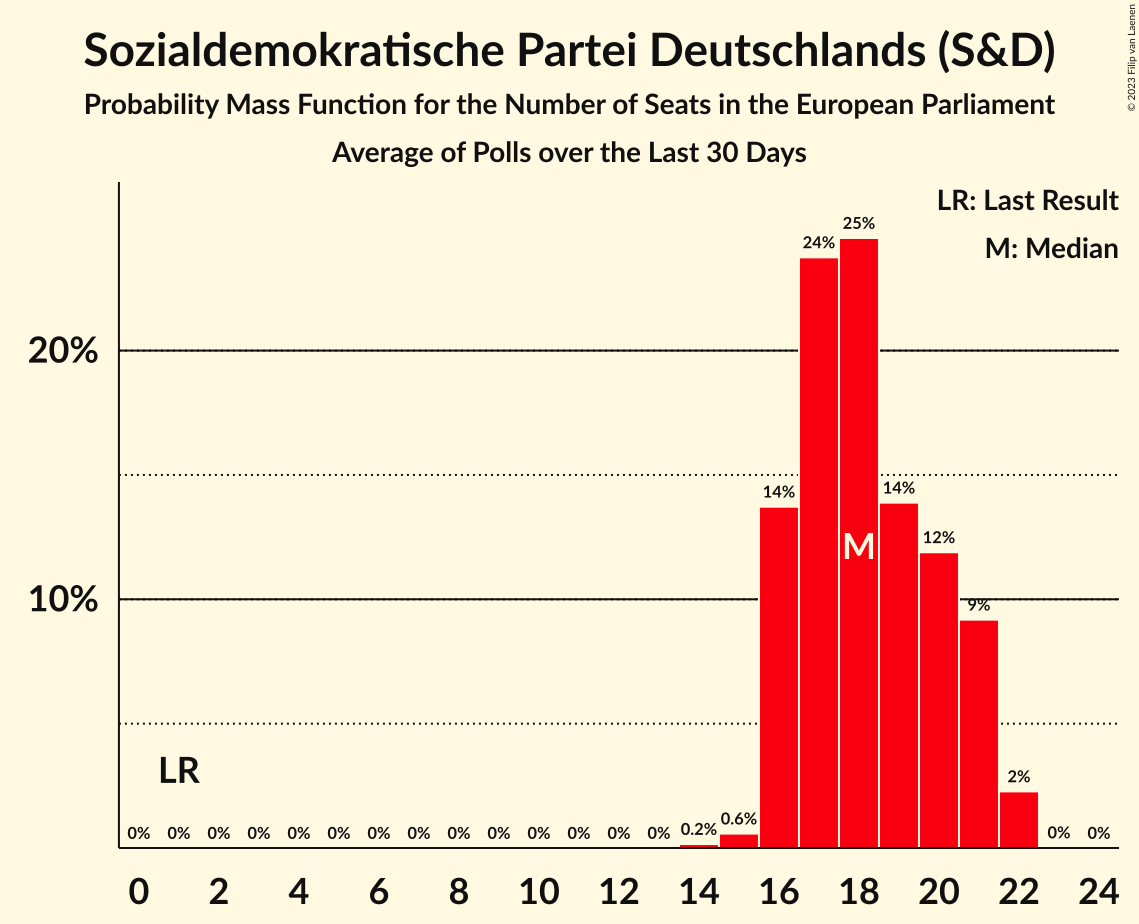 Sozialdemokratische Partei Deutschlands (S&D)
Probability Mass Function for the Number of Seats in the European Parliament
Average of Polls over the Last 30 Days
© 2023 Filip van Laenen
LR: Last Result
M: Median
25%
24%
20%
14%
14%
M
12%
10%
9%
LR
2%
0% 0% 0% 0% 0% 0% 0% 0% 0% 0% 0% 0% 0% 0% 0.2% 0.6% 0% 0%
0 2 4 6 8 10 12 14 16 18 20 22 24